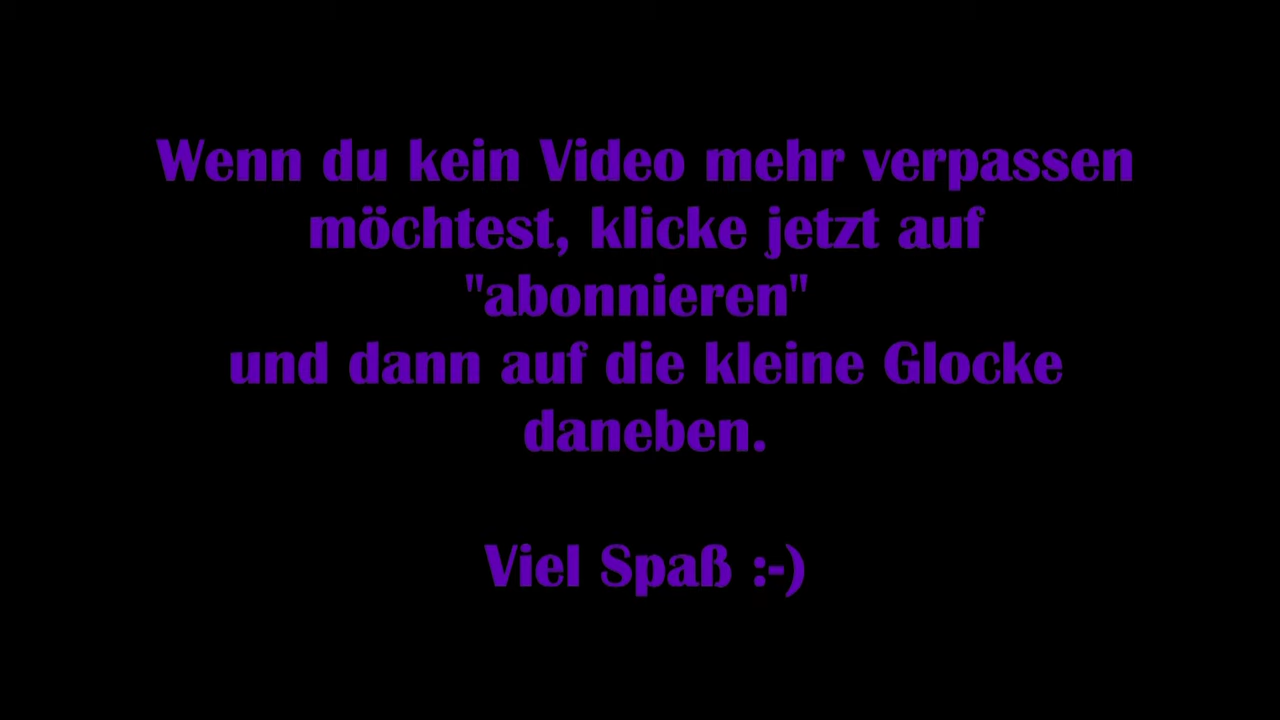 Wenn du kein Video mehr verpassen
möchtest, klicke jetzt auf
"abonnieren"
und dann auf die kleine Glocke
daneben.
Viel Spaß :-)